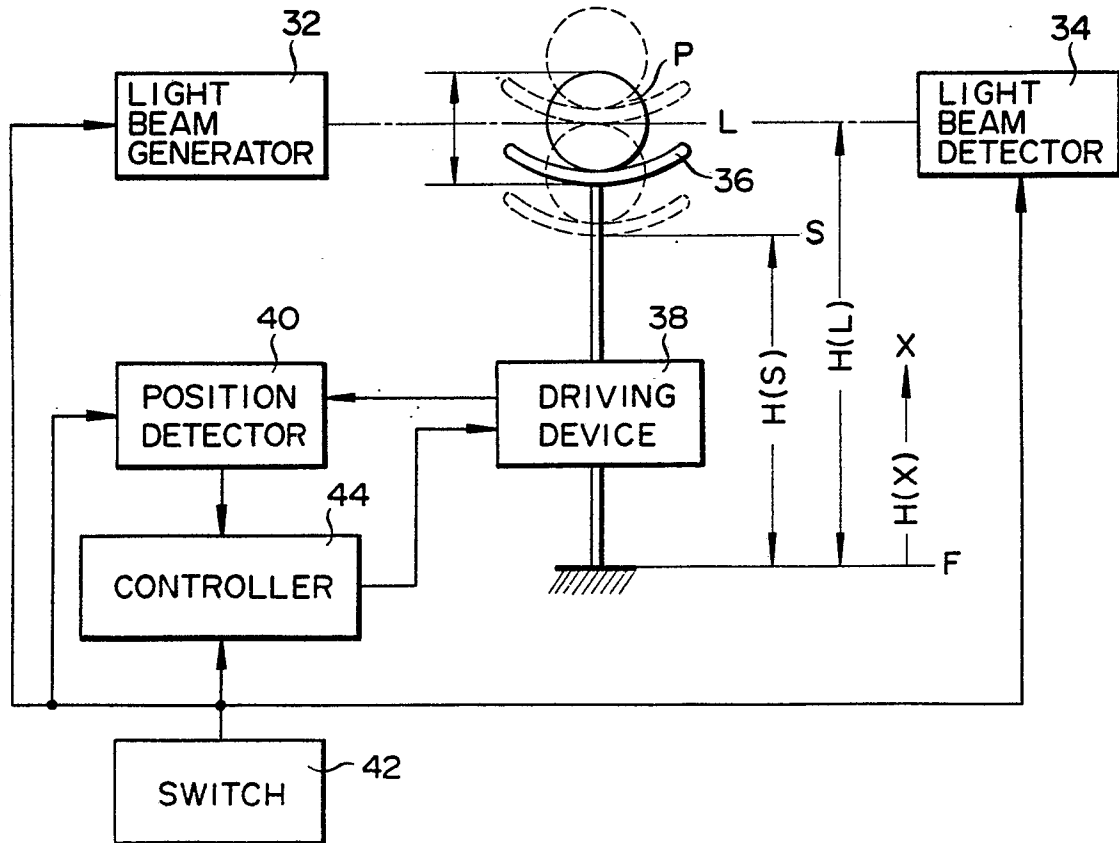 32
LIGHT
BEAM
GENERATOR
P
L
36
34
LIGHT
BEAM
DETECTOR
S
H(S)
H(L)
X
H(X)
F
40
POSITION
DETECTOR
38
DRIVING
DEVICE
44
CONTROLLER
SWITCH
42